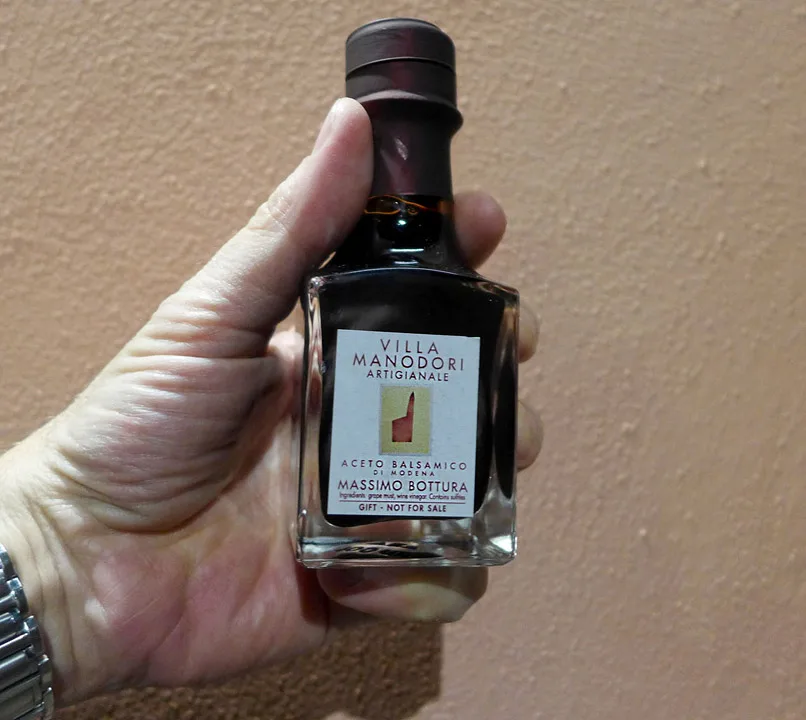 VILLA
MANODORI
ARTIGIANALE
ACETO BALSAMICO
DI MODENA
MASSIMO BOTTURA
Ingredients: grape must, wine vinegar. Contains sulfites
GIFT - NOT FOR SALE